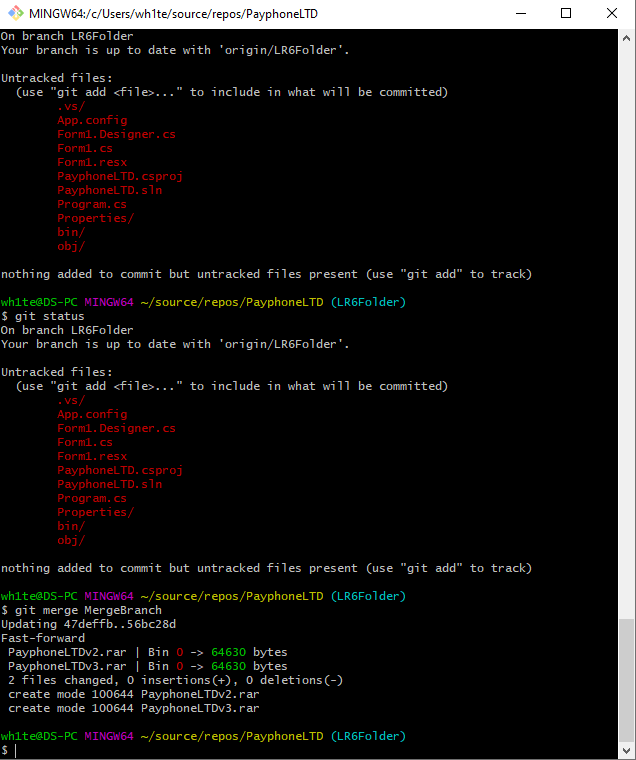 MINGW64:/c/Users/wh1te/source/repos/PayphoneLTD
On branch LR6Folder
Your branch is up to date with 'origin/LR6Folder'.
Untracked files:
(use "git add <file>..." to include in what will be committed)
.vs/
App.config
Form1.Designer.cs
Form1.cs
Form1.resx
PayphoneLTD.csproj
PayphoneLTD.sln
Program.cs
Properties/
bin/
obj/
nothing added to commit but untracked files present (use "git add" to track)
wh1te@DS-PC MINGW64 ~/source/repos/PayphoneLTD (LR6Folder)
$ git status
On branch LR6Folder
Your branch is up to date with 'origin/LR6Folder'.
Untracked files:
(use "git add <file>..." to include in what will be committed)
.vs/
App.config
Form1.Designer.cs
Form1.cs
Form1.resx
PayphoneLTD.csproj
PayphoneLTD.sln
Program.cs
Properties/
bin/
obj/
nothing added to commit but untracked files present (use "git add" to track)
wh1te@DS-PC MINGW64 ~/source/repos/PayphoneLTD (LR6Folder)
$ git merge MergeBranch
Updating 47deffb..56bc28d
Fast-forward
PayphoneLTDv2.rar | Bin 0 -> 64630 bytes
PayphoneLTDv3.rar | Bin 0 -> 64630 bytes
2 files changed, 0 insertions(+), 0 deletions(-)
create mode 100644 PayphoneLTDv2.rar
create mode 100644 PayphoneLTDv3.rar
wh1te@DS-PC MINGW64 ~/source/repos/PayphoneLTD (LR6Folder)
$